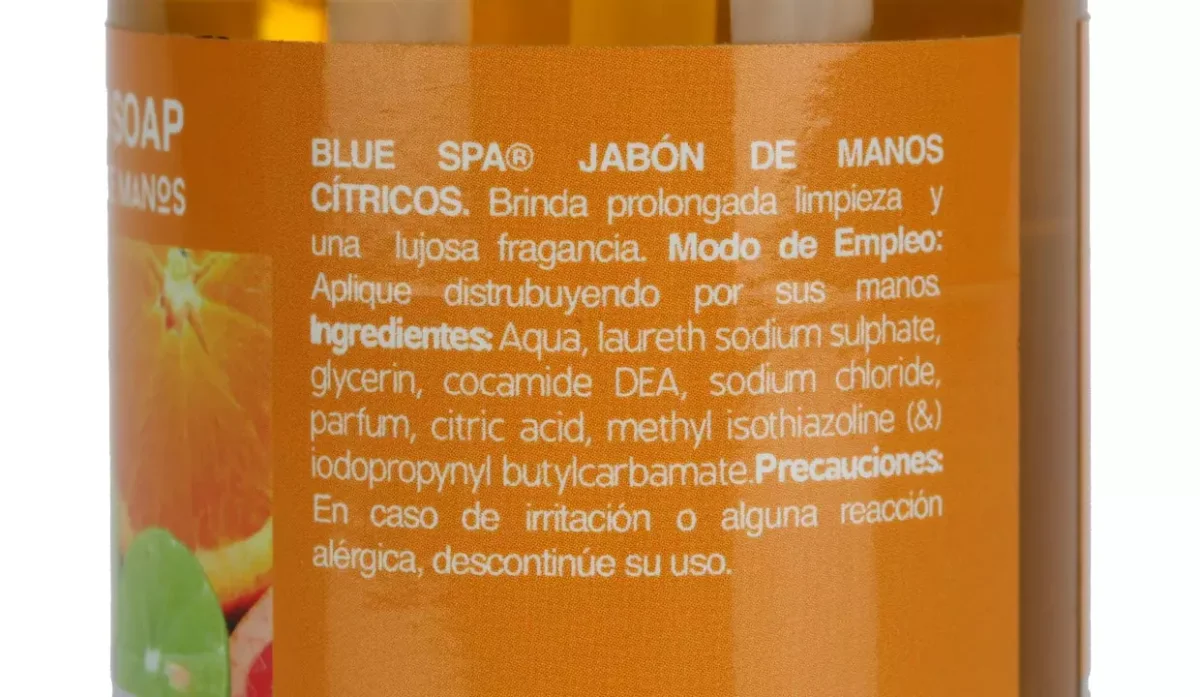 SOAP
E MANOS
BLUE SPA® JABÓN DE MANOS
CÍTRICOS. Brinda prolongada limpieza y
una lujosa fragancia. Modo de Empleo:
Aplique distrubuyendo por sus manos.
Ingredientes: Aqua, laureth sodium sulphate,
glycerin, cocamide DEA, sodium chloride,
parfum, citric acid, methyl isothiazoline (&)
iodopropynyl butylcarbamate.Precauciones:
En caso de irritación o alguna reacción
alérgica, descontinúe su uso.